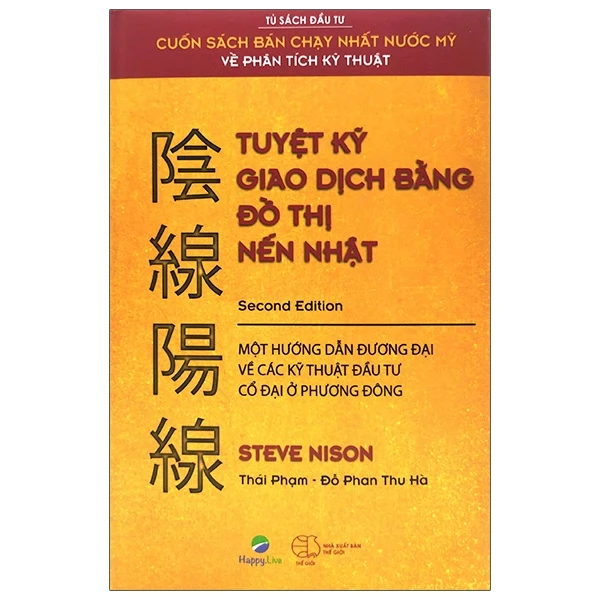 TỦ SÁCH ĐẦU TƯ
CUỐN SÁCH BÁN CHẠY NHẤT NƯỚC MỸ
VỀ PHÂN TÍCH KỸ THUẬT
陰線陽線
TUYỆT KỸ
GIAO DỊCH BẰNG
ĐỒ THỊ
NẾN NHẬT
Second Edition
MỘT HƯỚNG DẪN ĐƯƠNG ĐẠI
VỀ CÁC KỸ THUẬT ĐẦU TƯ
CỔ ĐẠI Ở PHƯƠNG ĐÔNG
STEVE NISON
Thái Phạm - Đỗ Phan Thu Hà
Happy.Live
THẾ GIỚI
NHÀ XUẤT BẢN
THẾ GIỚI